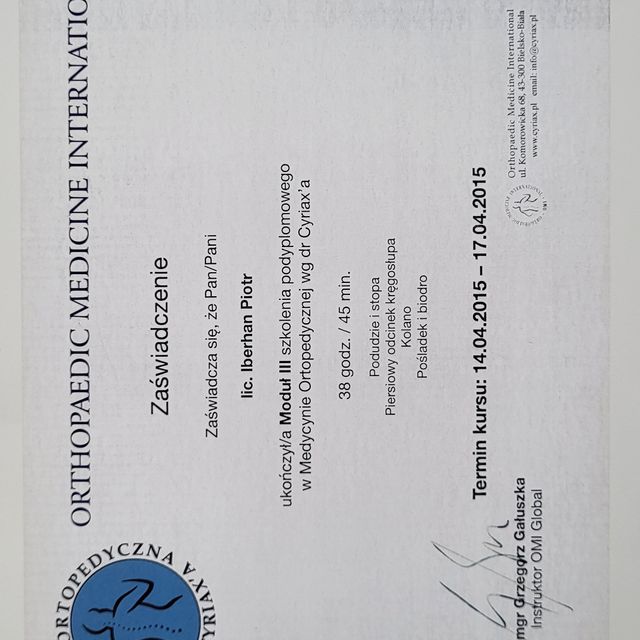 ORTHOPAEDIC MEDICINE INTERNATIO
ORTOPEDYCZNA
CYRIAX'A
Zaświadczenie
Zaświadcza się, że Pan/Pani
lic. Iberhan Piotr
ukończył/a Moduł III szkolenia podyplomowego
w Medycynie Ortopedycznej wg dr Cyriax'a
38 godz. / 45 min.
Podudzie i stopa
Piersiowy odcinek kręgosłupa
Kolano
Pośladek i biodro
Termin kursu: 14.04.2015 – 17.04.2015
mgr Grzegorz Gałuszka
Instruktor OMI Global
Orthopaedic Medicine International
ul. Komorowicka 68, 43-300 Bielsko-Biała
www.cyriax.pl email: info@cyriax.pl